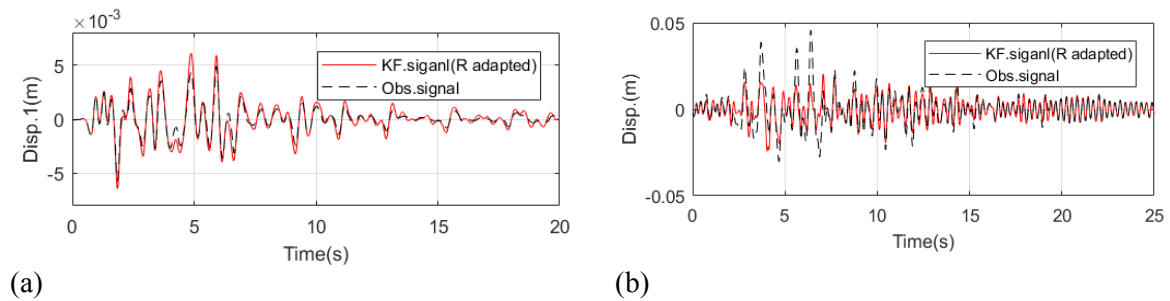 ×10⁻³
5
0
-5
Disp.1(m)
KF.siganl(R adapted)
Obs.signal
0 5 10 15 20
Time(s)
(a)
0.05
0
-0.05
Disp.(m)
KF.siganl(R adapted)
Obs.signal
0 5 10 15 20 25
Time(s)
(b)